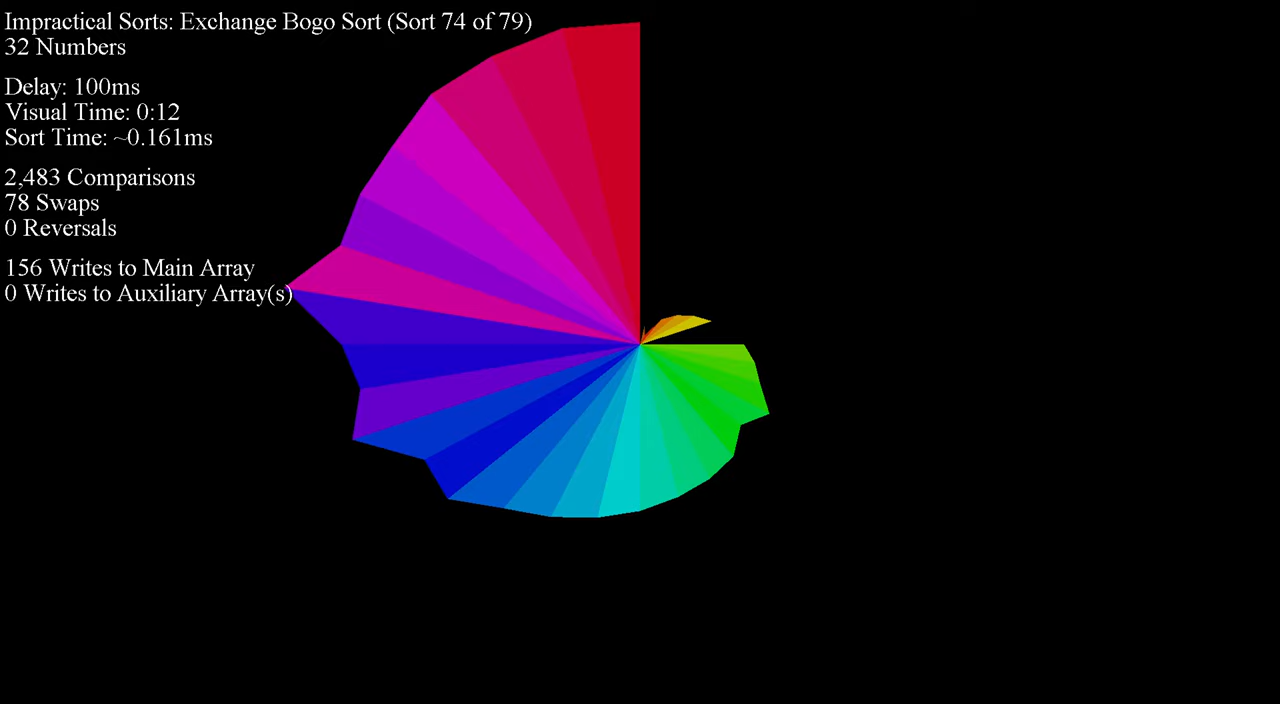 Impractical Sorts: Exchange Bogo Sort (Sort 74 of 79)
32 Numbers
Delay: 100ms
Visual Time: 0:12
Sort Time: ~0.161ms
2,483 Comparisons
78 Swaps
0 Reversals
156 Writes to Main Array
0 Writes to Auxiliary Array(s)